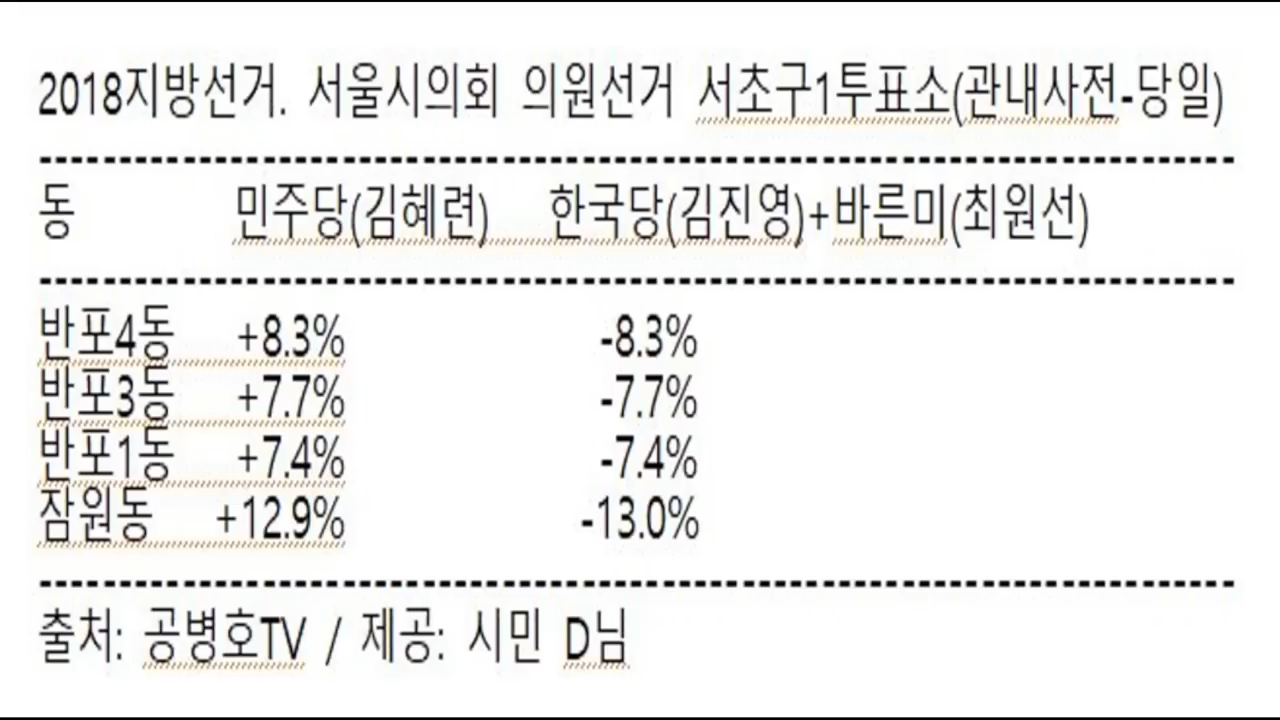 2018지방선거. 서울시의회 의원선거 서초구1투표소(관내사전-당일)
동 민주당(김혜련) 한국당(김진영)+바른미(최원선)
반포4동 +8.3% -8.3%
반포3동 +7.7% -7.7%
반포1동 +7.4% -7.4%
잠원동 +12.9% -13.0%
출처: 공병호TV / 제공: 시민 D님